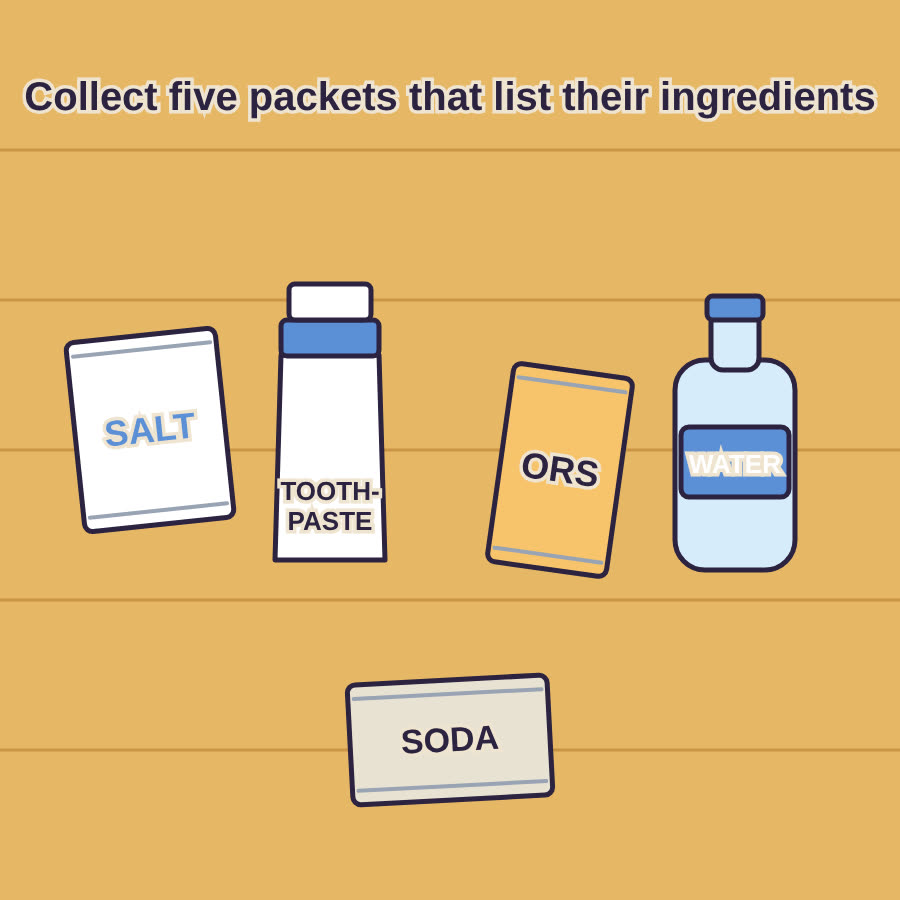 Collect five packets that list their ingredients
SALT
TOOTH-
PASTE
ORS
WATER
SODA